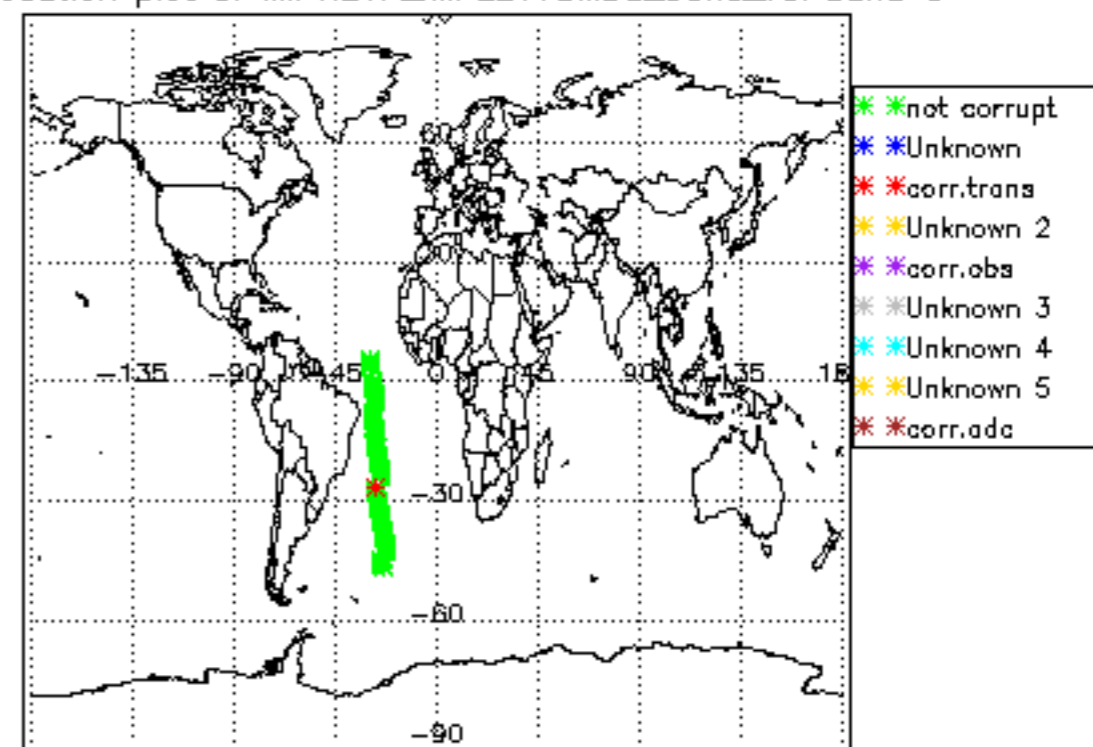 not corrupt
Unknown
corr.trans
Unknown 2
corr.obs
Unknown 3
Unknown 4
Unknown 5
corr.adc
60
-135 -90 45 0 45 90 135
-30
-60
-90